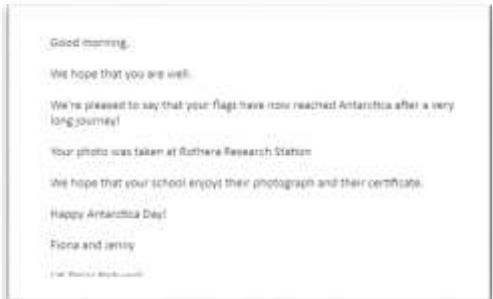 Good morning,
We hope that you are well.
We're pleased to say that your flags have now reached Antarctica after a very
long journey!
Your photo was taken at Rothera Research Station
We hope that your school enjoys their photograph and their certificate.
Happy Antarctica Day!
Fiona and Jenny